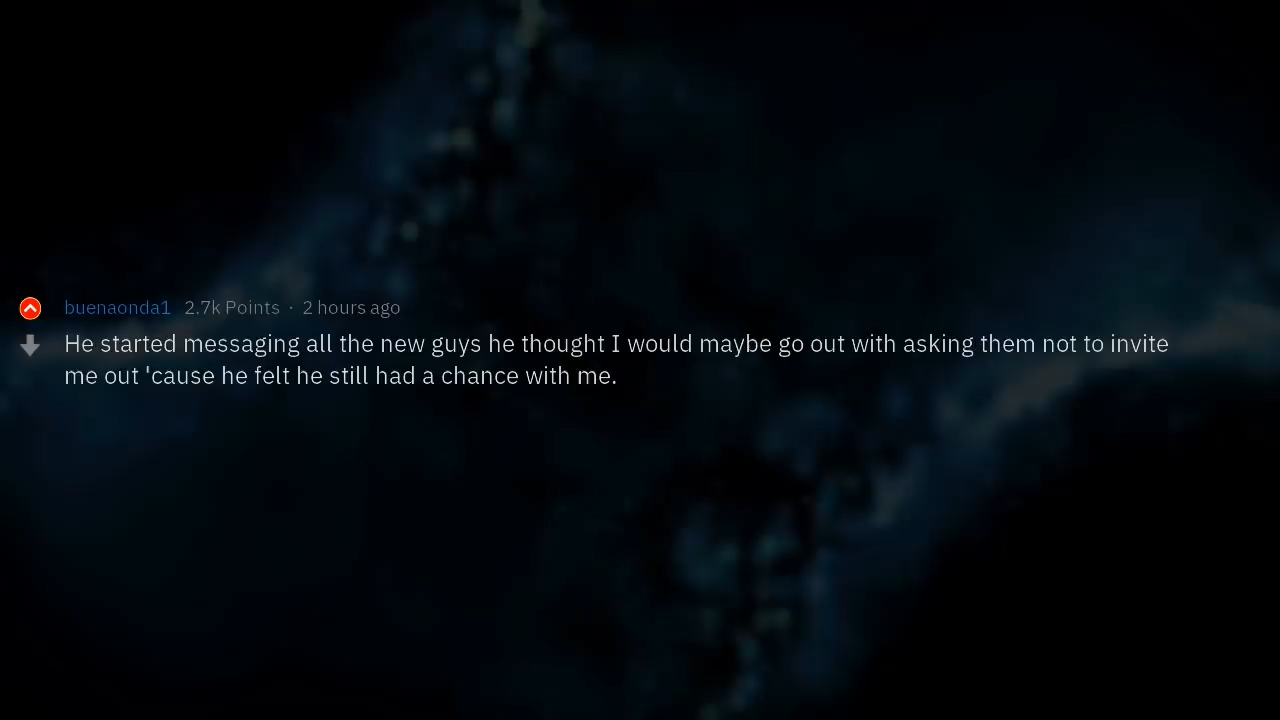 buenaonda1 2.7k Points · 2 hours ago
He started messaging all the new guys he thought I would maybe go out with asking them not to invite
me out 'cause he felt he still had a chance with me.